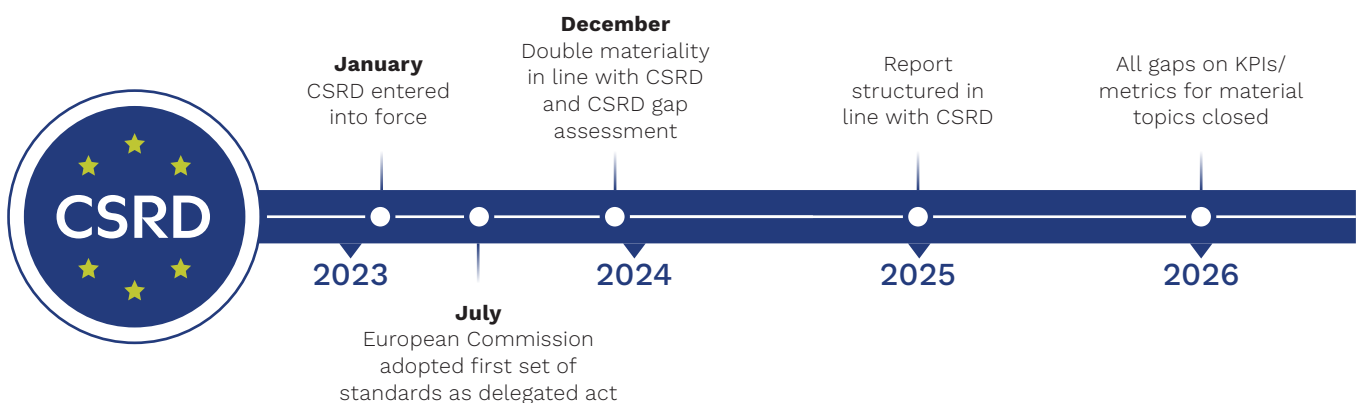 CSRD
January
CSRD entered
into force
December
Double materiality
in line with CSRD
and CSRD gap
assessment
Report
structured in
line with CSRD
All gaps on KPIs/
metrics for material
topics closed
2023
2024
2025
2026
July
European Commission
adopted first set of
standards as delegated act